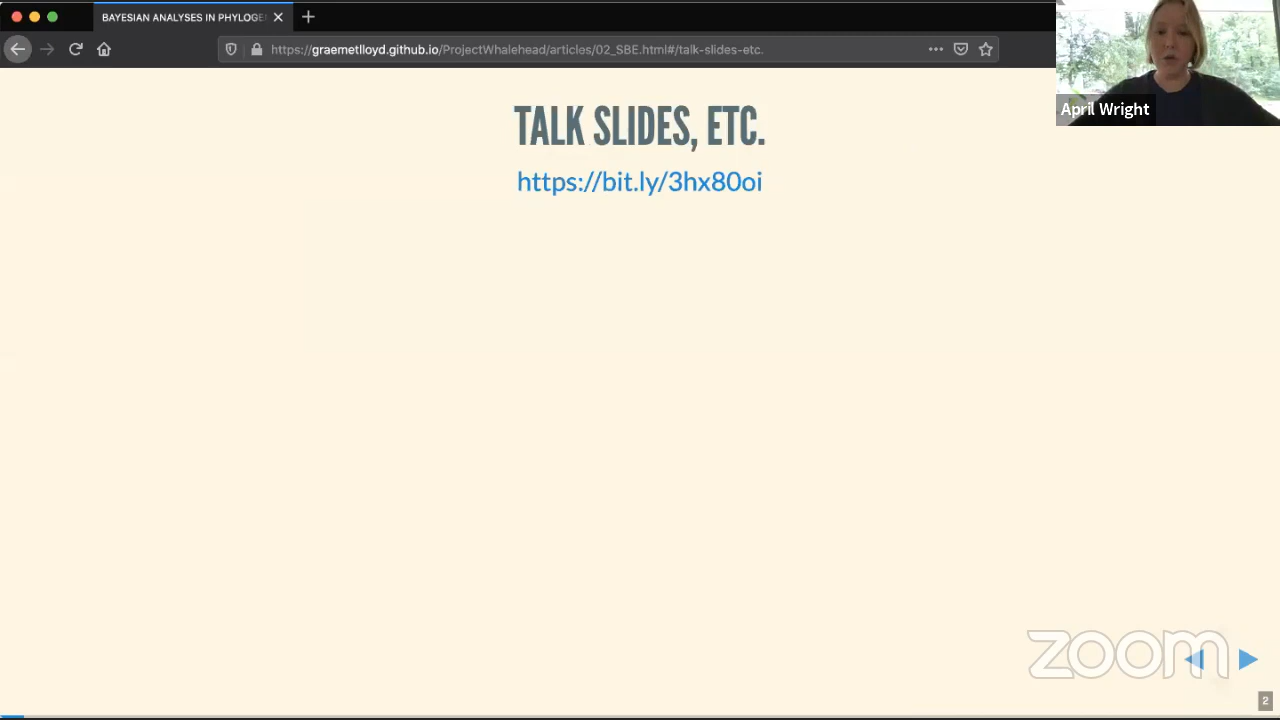 BAYESIAN ANALYSES IN PHYLOGE
https://graemetlloyd.github.io/ProjectWhalehead/articles/02_SBE.html#/talk-slides-etc.
April Wright
TALK SLIDES, ETC.
https://bit.ly/3hx80oi
zoom
2